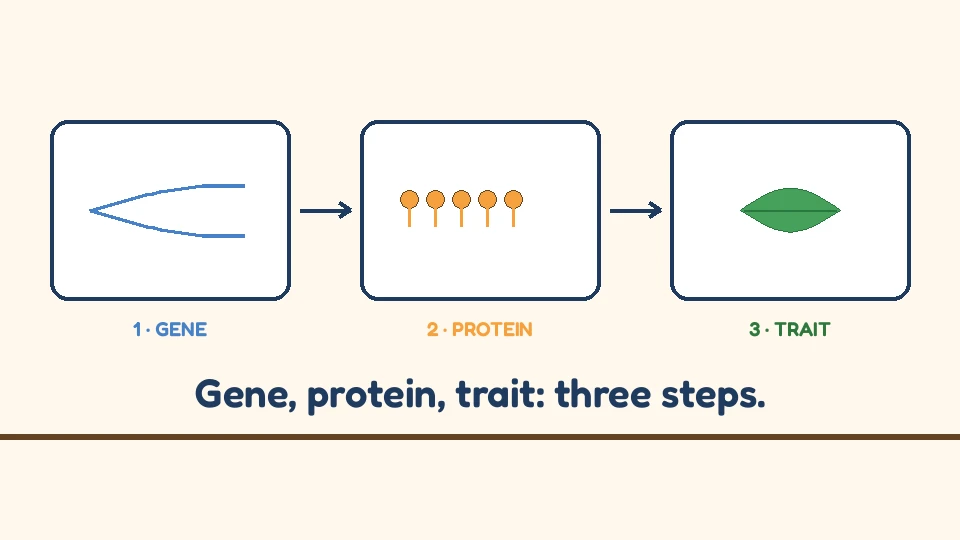 1 · GENE
2 · PROTEIN
3 · TRAIT
Gene, protein, trait: three steps.